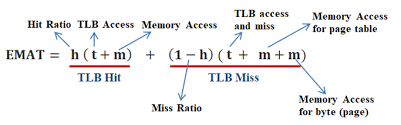 Hit Ratio TLB Access Memory Access
TLB access and miss
Memory Access for page table
EMAT = h ( t + m) + (1 – h) ( t + m + m)
TLB Hit TLB Miss
Miss Ratio
Memory Access for byte (page)